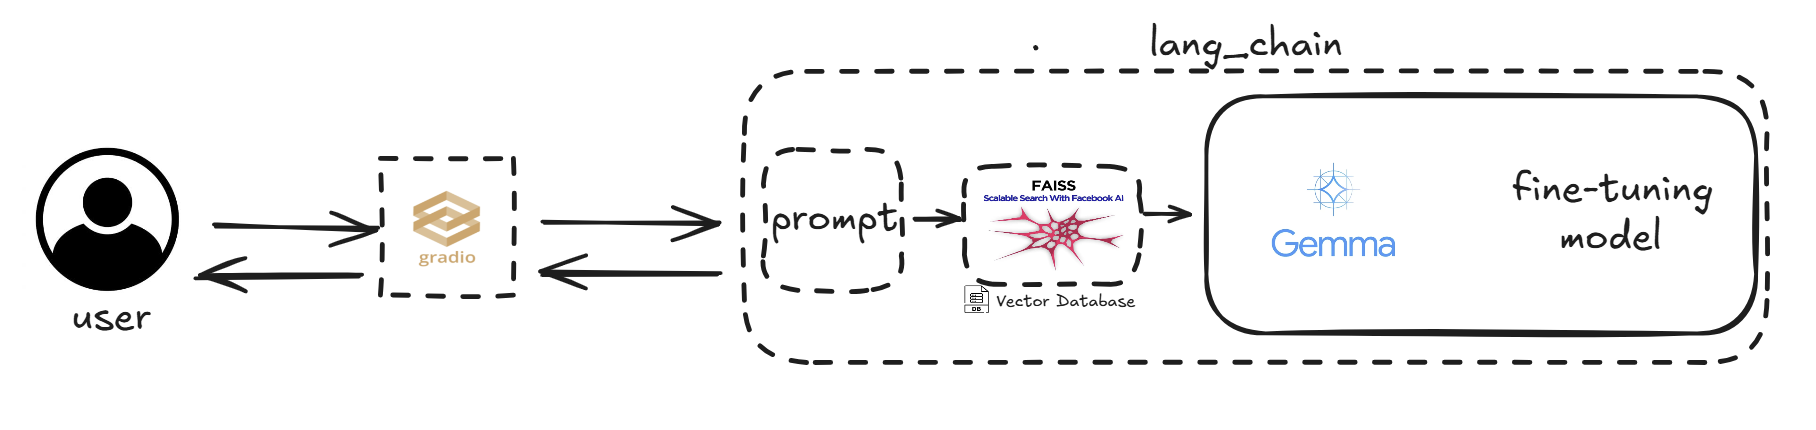 lang_chain
prompt
FAISS
Scalable Search With Facebook AI
gradio
Gemma
fine-tuning
model
DB
Vector Database
user